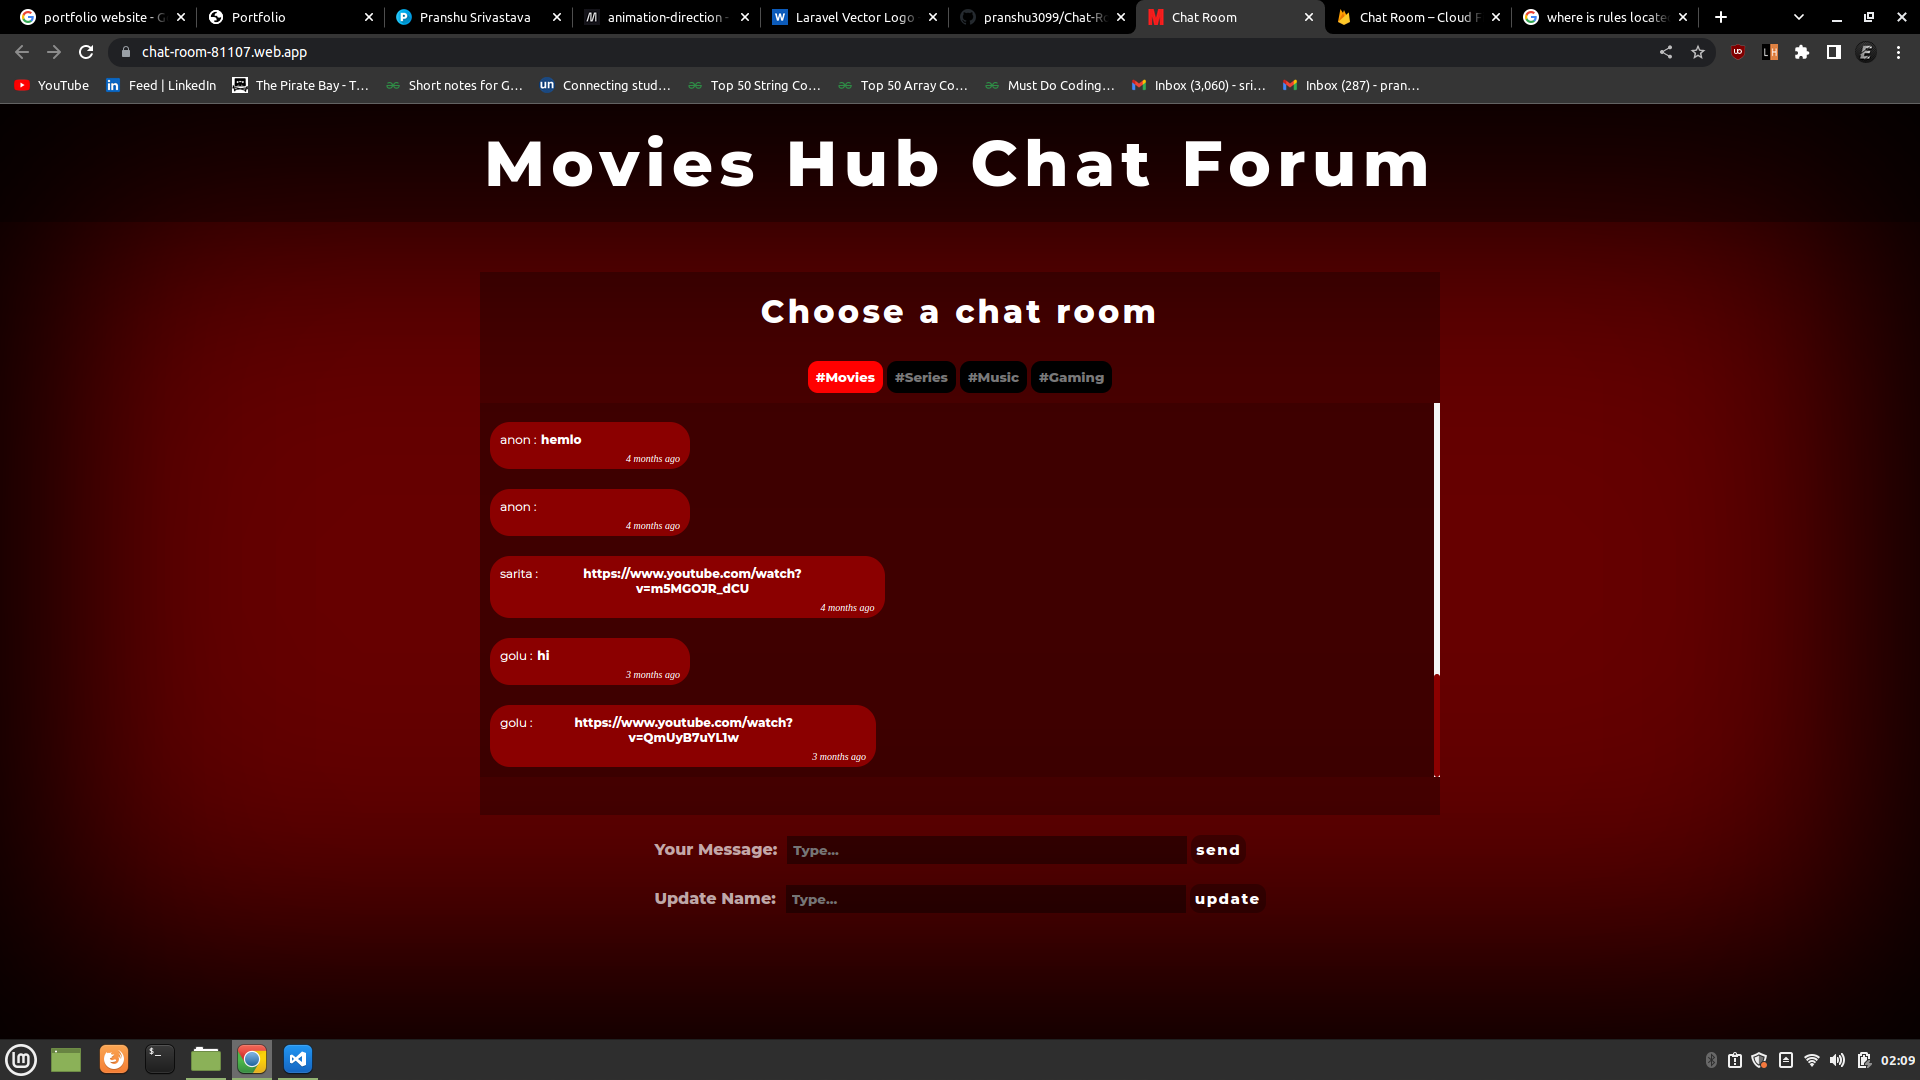 portfolio website - G
Portfolio
Pranshu Srivastava
animation-direction -
Laravel Vector Logo
pranshu3099/Chat-Ro
Chat Room
Chat Room – Cloud F
where is rules locate
chat-room-81107.web.app
YouTube
Feed | LinkedIn
The Pirate Bay - T...
Short notes for G...
Connecting stud...
Top 50 String Co...
Top 50 Array Co...
Must Do Coding...
Inbox (3,060) - sri...
Inbox (287) - pran...
Movies Hub Chat Forum
Choose a chat room
#Movies #Series #Music #Gaming
anon : hemlo
4 months ago
anon :
4 months ago
sarita : https://www.youtube.com/watch?
v=m5MGOJR_dCU
4 months ago
golu : hi
3 months ago
golu : https://www.youtube.com/watch?
v=QmUyB7uYL1w
3 months ago
Your Message: Type... send
Update Name: Type... update
02:09